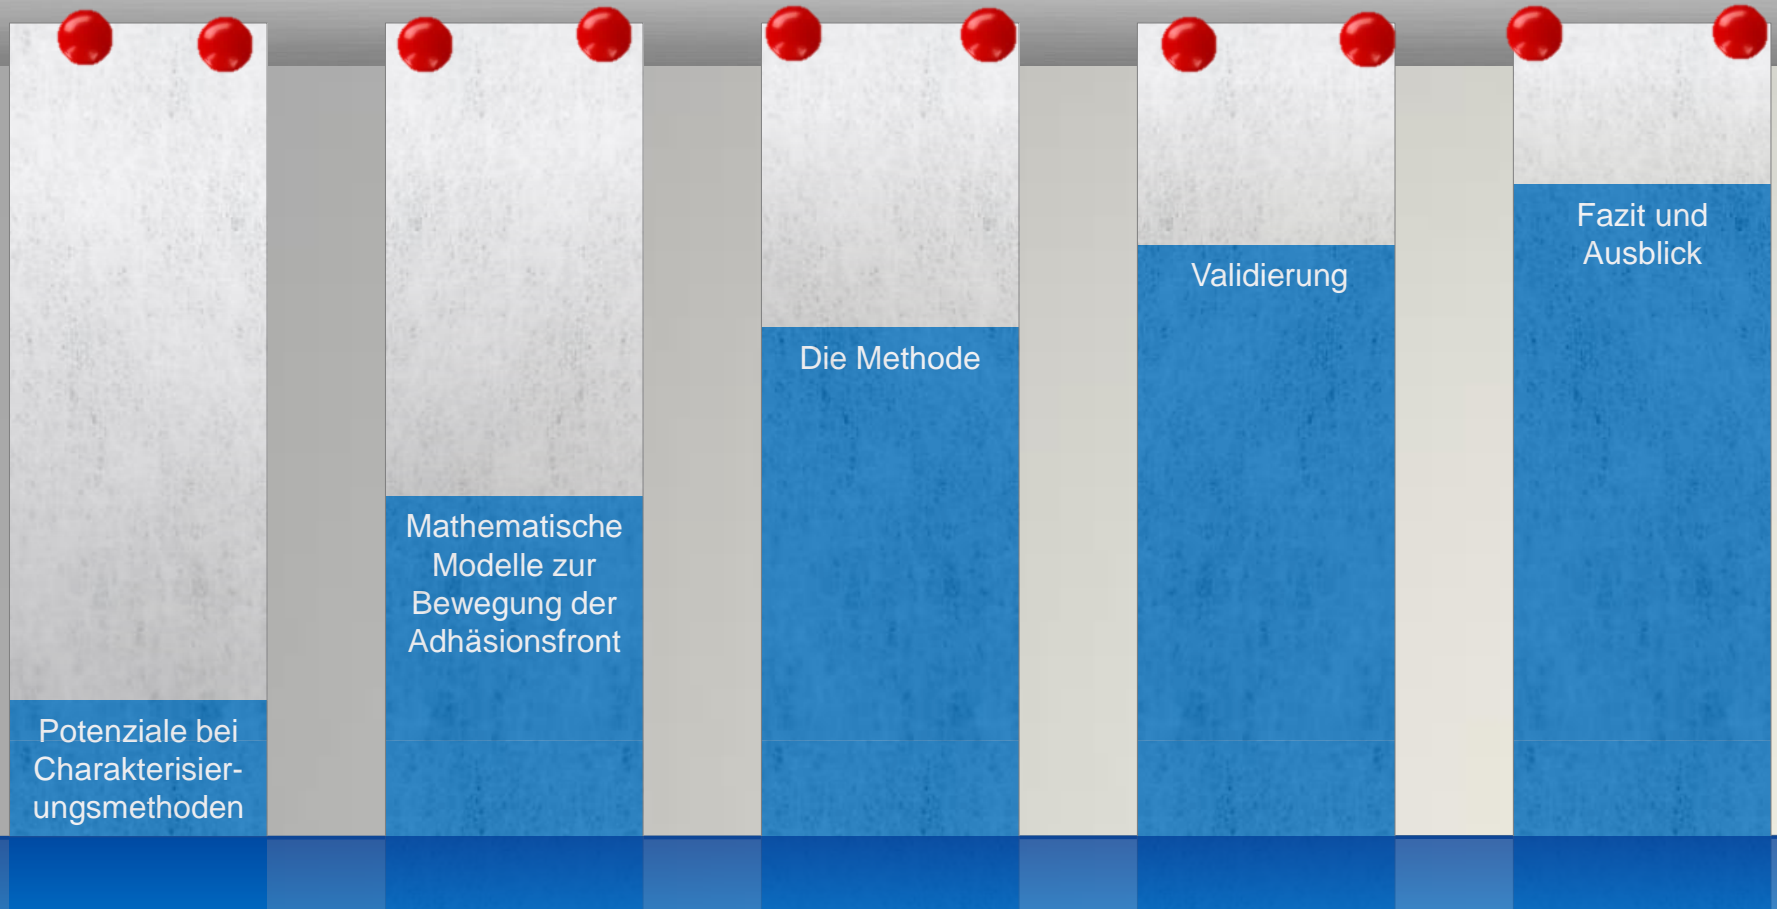 Potenziale bei
Charakterisier-
ungsmethoden
Mathematische
Modelle zur
Bewegung der
Adhäsionsfront
Die Methode
Validierung
Fazit und
Ausblick